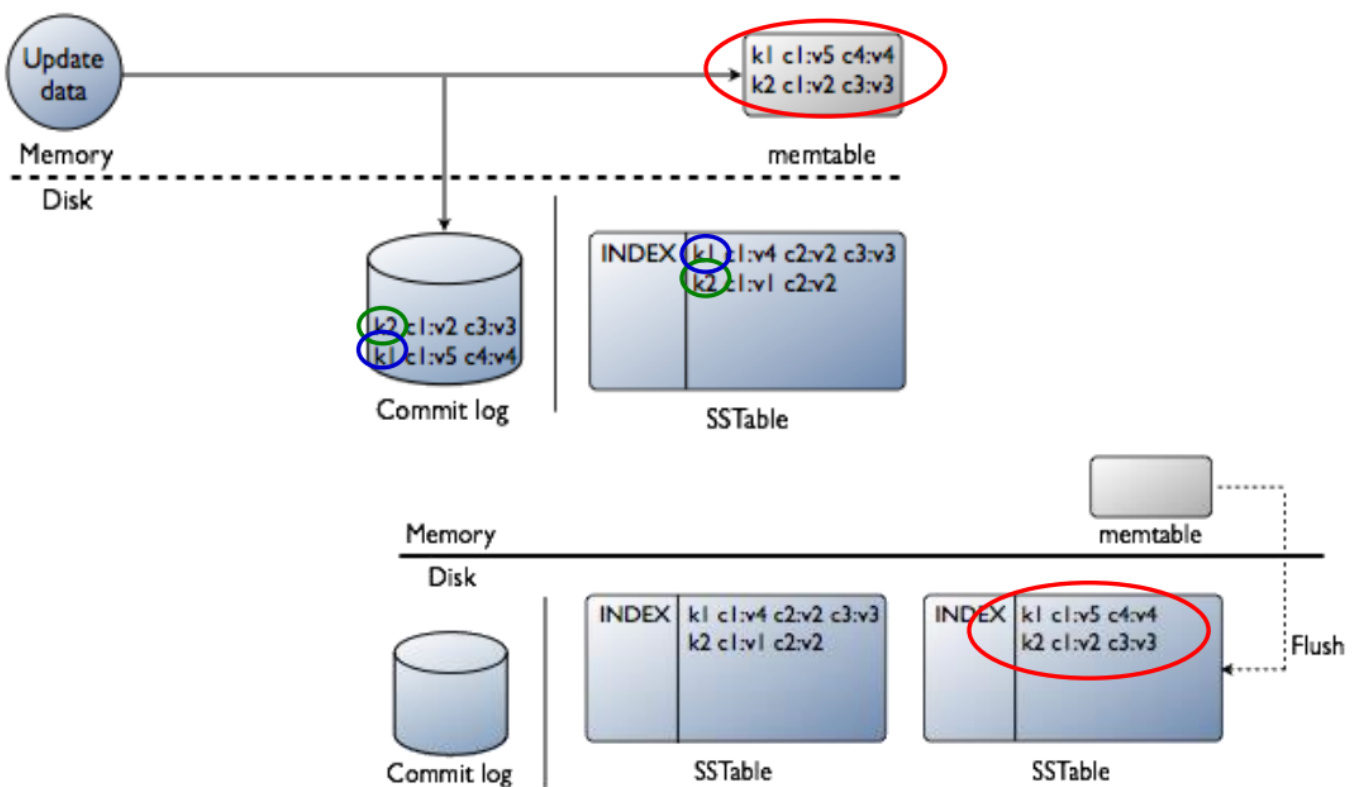 Update
data
k1 c1:v5 c4:v4
k2 c1:v2 c3:v3
Memory
memtable
Disk
INDEX
k1 c1:v4 c2:v2 c3:v3
k2 c1:v1 c2:v2
k2 c1:v2 c3:v3
k1 c1:v5 c4:v4
Commit log
SSTable
memtable
Memory
Disk
INDEX
k1 c1:v4 c2:v2 c3:v3
k2 c1:v1 c2:v2
INDEX
k1 c1:v5 c4:v4
k2 c1:v2 c3:v3
Flush
Commit log
SSTable
SSTable